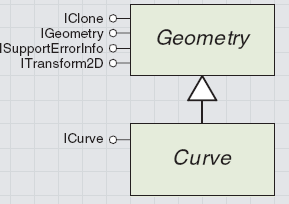 IClone
IGeometry
ISupportErrorInfo
ITransform2D
Geometry
ICurve
Curve